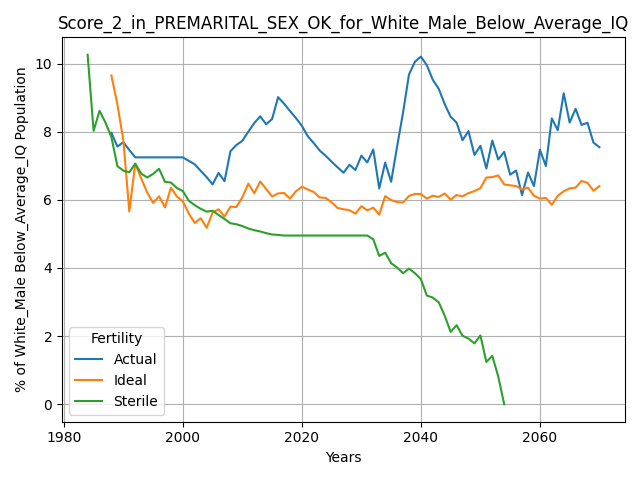 Score_2_in_PREMARITAL_SEX_OK_for_White_Male_Below_Average_IQ
% of White_Male Below_Average_IQ Population
10
8
6
4
2
0
Fertility
Actual
Ideal
Sterile
1980
2000
2020
2040
2060
Years